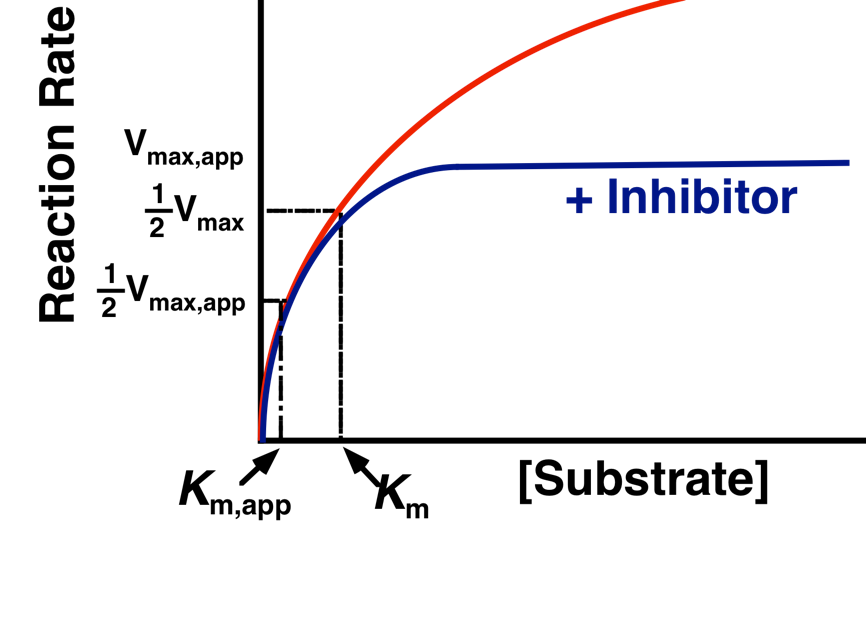 Reaction Rate
Vmax,app
1/2 Vmax
1/2 Vmax,app
+ Inhibitor
Km,app
Km
[Substrate]